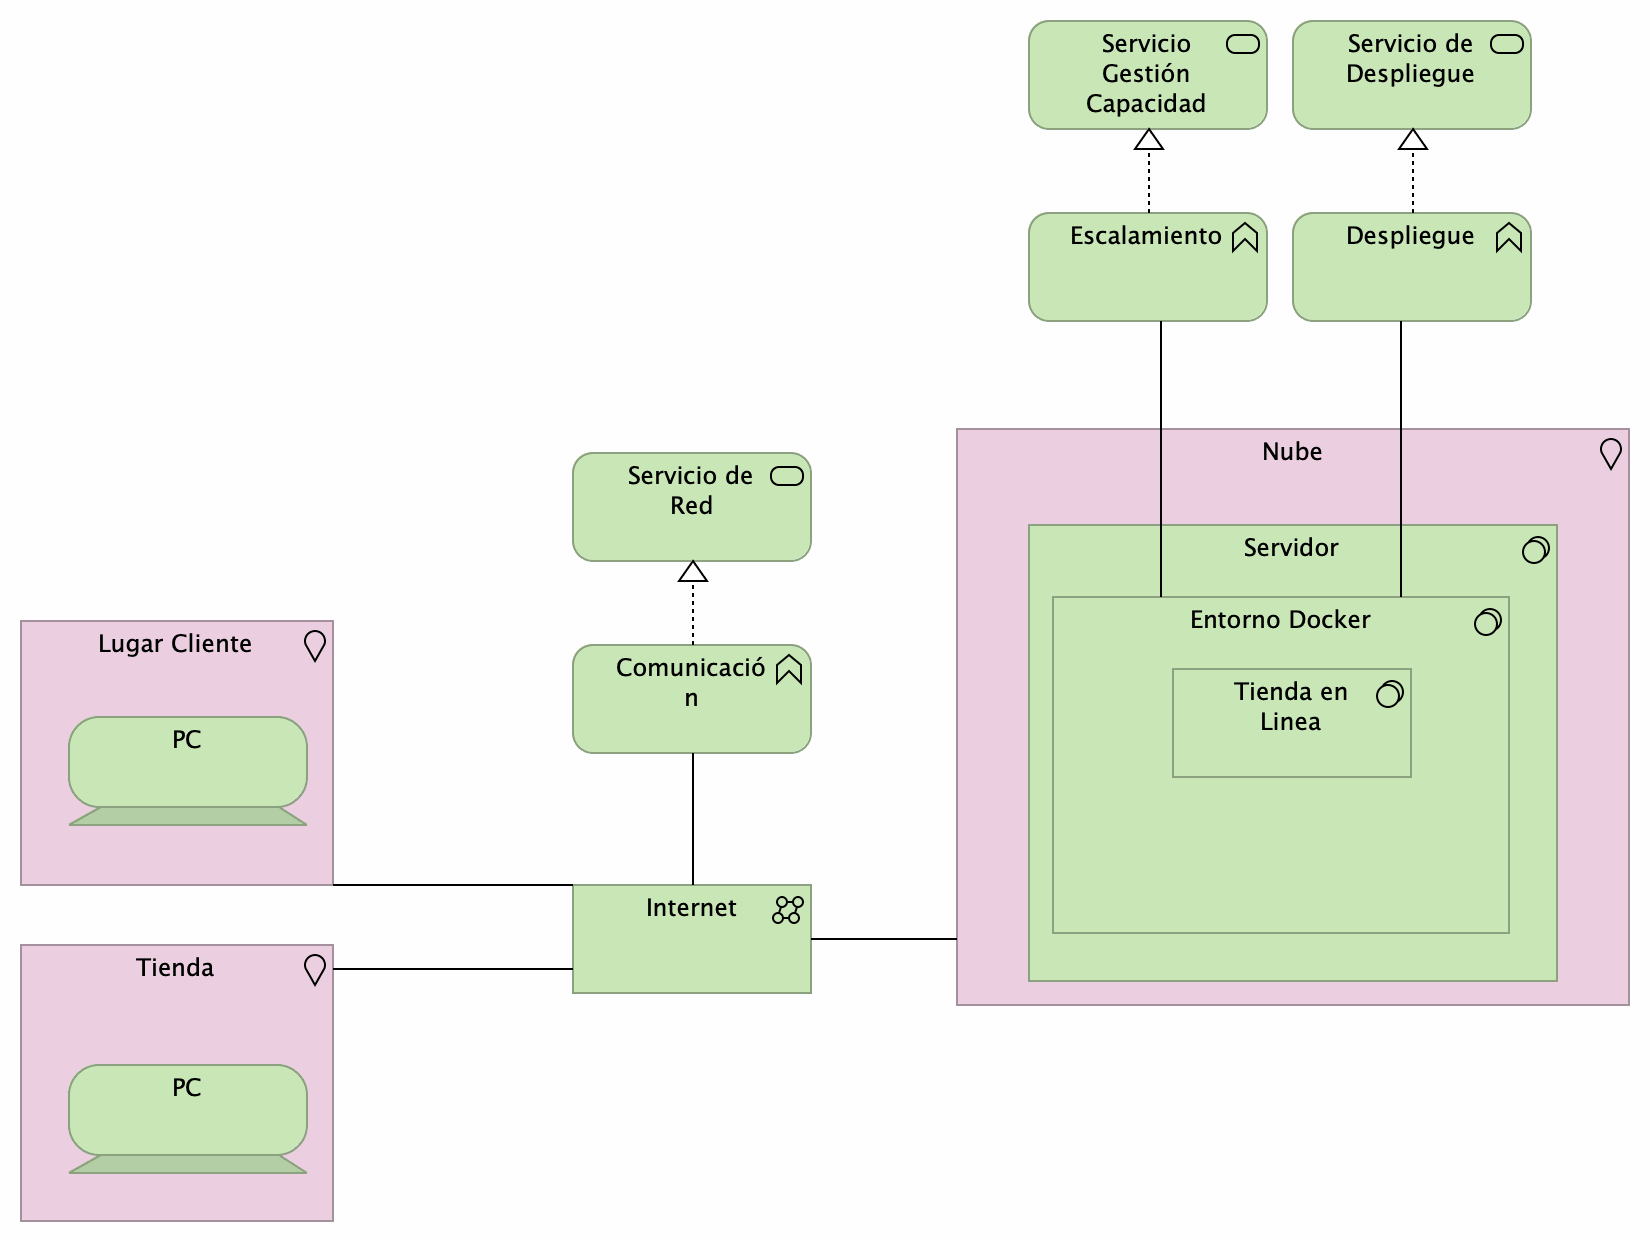 Servicio
Gestión
Capacidad
Servicio de
Despliegue
Escalamiento
Despliegue
Nube
Servicio de
Red
Servidor
Entorno Docker
Lugar Cliente
Comunicació
n
Tienda en
Linea
PC
Internet
Tienda
PC